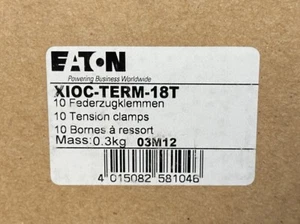 EATON
Powering Business Worldwide
XIOC-TERM-18T
10 Federzugklemmen
10 Tension clamps
10 Bornes à ressort
Mass:0.3kg 03M12
4 015082 581046